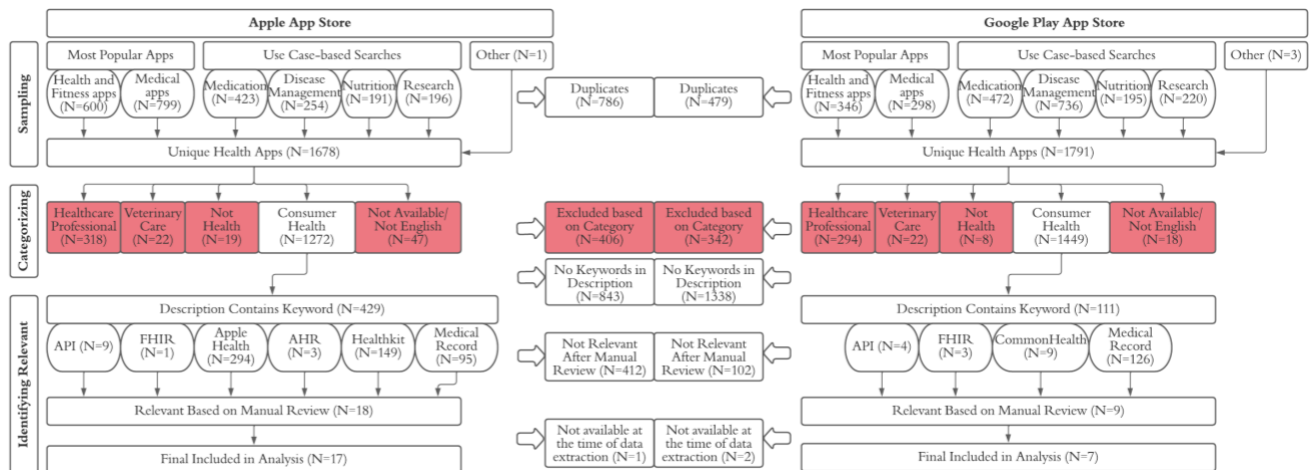 Apple App Store
Google Play App Store
Sampling
Most Popular Apps
Use Case-based Searches
Other (N=1)
Health and
Fitness apps
(N=600)
Medical
apps
(N=799)
Medication
(N=423)
Disease
Management
(N=254)
Nutrition
(N=191)
Research
(N=196)
Duplicates
(N=786)
Duplicates
(N=479)
Most Popular Apps
Use Case-based Searches
Other (N=3)
Health and
Fitness apps
(N=346)
Medical
apps
(N=298)
Medication
(N=472)
Disease
Management
(N=736)
Nutrition
(N=195)
Research
(N=220)
Unique Health Apps (N=1678)
Unique Health Apps (N=1791)
Categorizing
Healthcare
Professional
(N=318)
Veterinary
Care
(N=22)
Not
Health
(N=19)
Consumer
Health
(N=1272)
Not Available/
Not English
(N=47)
Excluded based
on Category
(N=406)
Excluded based
on Category
(N=342)
Healthcare
Professional
(N=294)
Veterinary
Care
(N=22)
Not
Health
(N=8)
Consumer
Health
(N=1449)
Not Available/
Not English
(N=18)
No Keywords in
Description
(N=843)
No Keywords in
Description
(N=1338)
Identifying Relevant
Description Contains Keyword (N=429)
Description Contains Keyword (N=111)
API (N=9)
FHIR
(N=1)
Apple
Health
(N=294)
AHR
(N=3)
Healthkit
(N=149)
Medical
Record
(N=95)
Not Relevant
After Manual
Review (N=412)
Not Relevant
After Manual
Review (N=102)
API (N=4)
FHIR
(N=3)
CommonHealth
(N=9)
Medical
Record
(N=126)
Relevant Based on Manual Review (N=18)
Relevant Based on Manual Review (N=9)
Not available at
the time of data
extraction (N=1)
Not available at
the time of data
extraction (N=2)
Final Included in Analysis (N=17)
Final Included in Analysis (N=7)